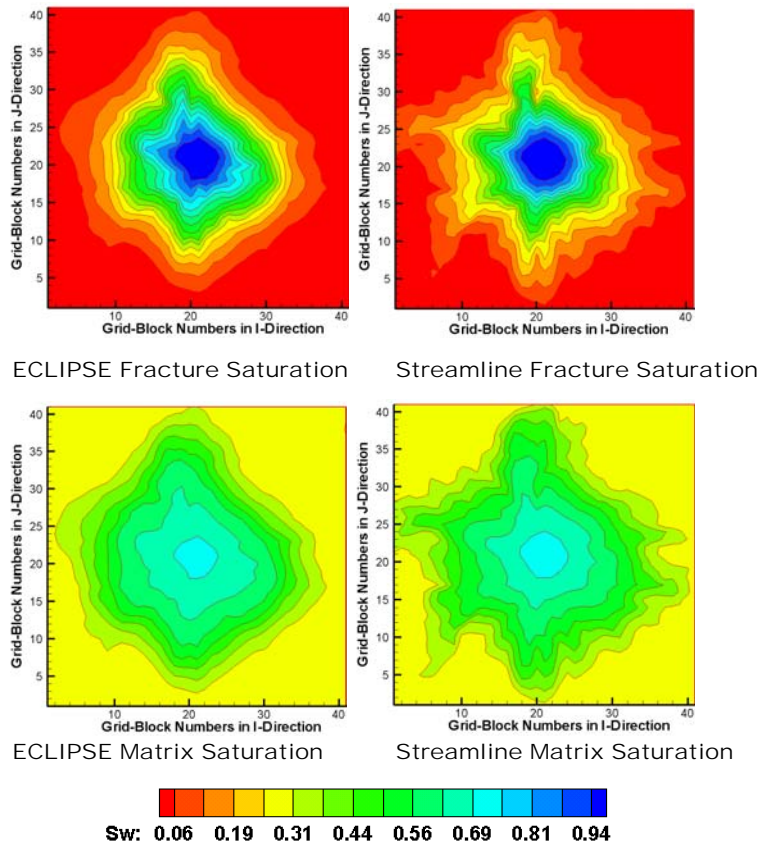 Grid-Block Numbers in J-Direction
40
35
30
25
20
15
10
5
10 20 30 40
Grid-Block Numbers in I-Direction
Grid-Block Numbers in J-Direction
40
35
30
25
20
15
10
5
10 20 30 40
Grid-Block Numbers in I-Direction
ECLIPSE Fracture Saturation
Streamline Fracture Saturation
Grid-Block Numbers in J-Direction
40
35
30
25
20
15
10
5
10 20 30 40
Grid-Block Numbers in I-Direction
Grid-Block Numbers in J-Direction
40
35
30
25
20
15
10
5
10 20 30 40
Grid-Block Numbers in I-Direction
ECLIPSE Matrix Saturation
Streamline Matrix Saturation
Sw: 0.06 0.19 0.31 0.44 0.56 0.69 0.81 0.94